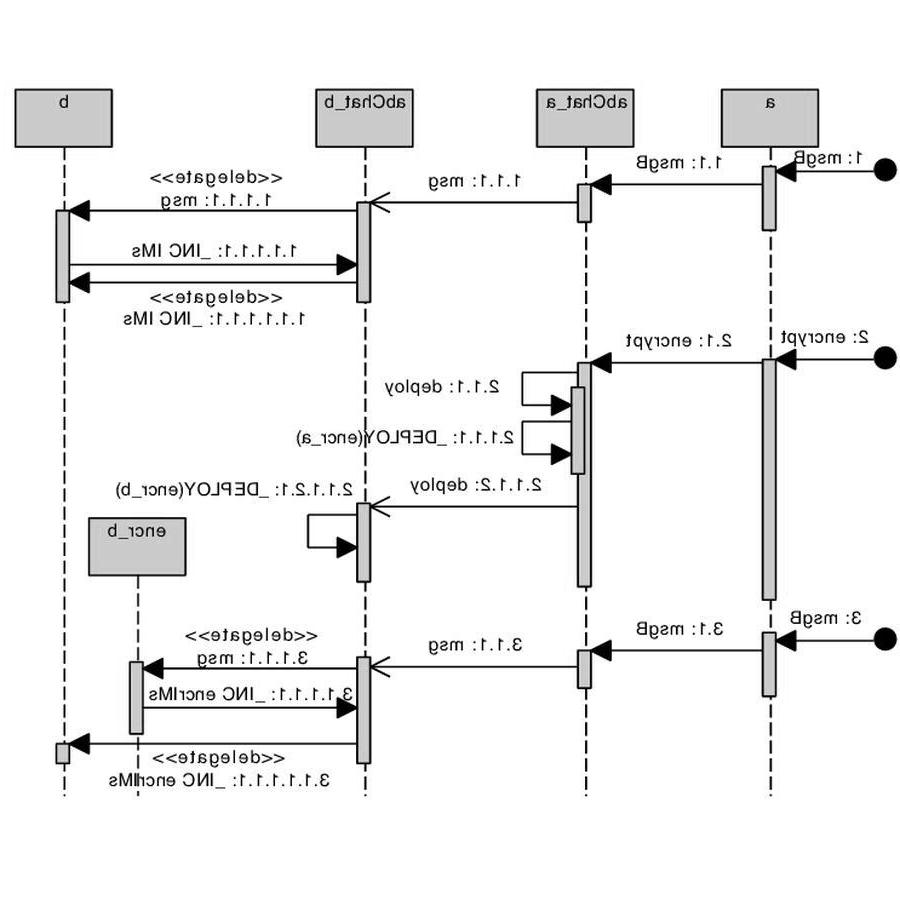 a
abChat_a
abChat_b
b
1: msgB
1.1: msgB
1.1.1: msg
<<delegate>>
1.1.1.1: msg
1.1.1.1.1: _INC IMs
<<delegate>>
1.1.1.1.1.1: _INC IMs
2: encrypt
2.1: encrypt
2.1.1: deploy
2.1.1.1: _DEPLOY(encr_a)
2.1.1.2: deploy
2.1.1.2.1: _DEPLOY(encr_b)
encr_b
3: msgB
3.1: msgB
3.1.1: msg
<<delegate>>
3.1.1.1: msg
3.1.1.1.1: _INC encrIMs
<<delegate>>
3.1.1.1.1.1: _INC encrIMs